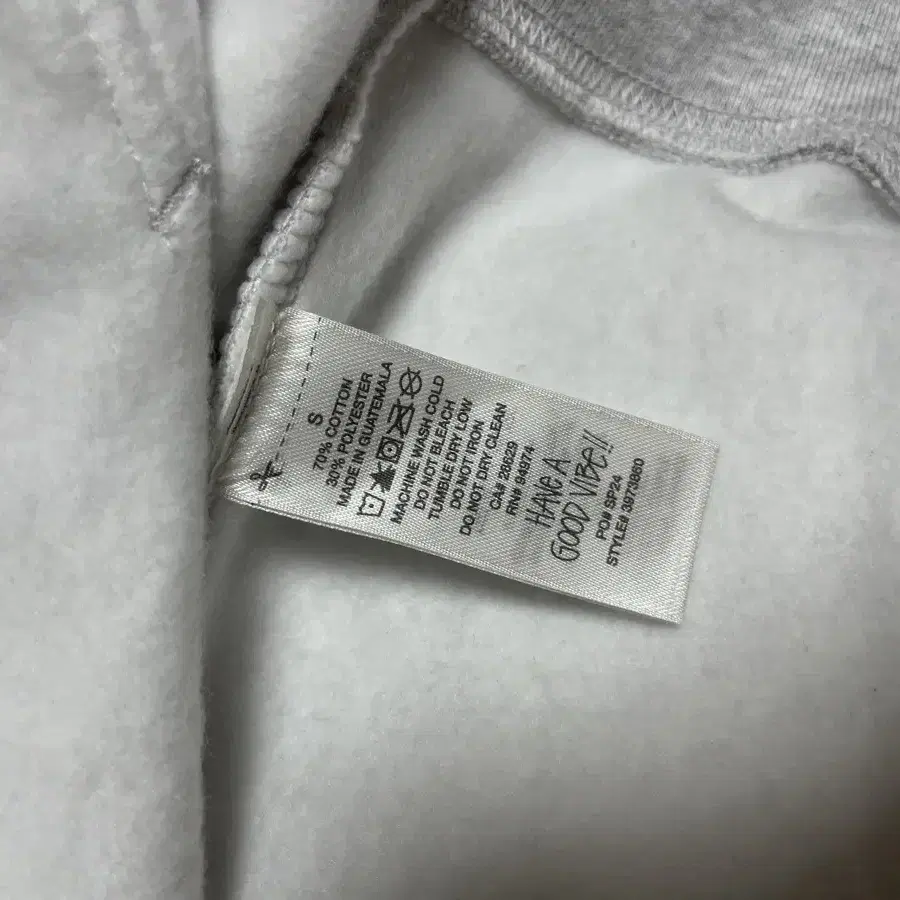 S
70% COTTON
30% POLYESTER
MADE IN GUATEMALA
MACHINE WASH COLD
DO NOT BLEACH
TUMBLE DRY LOW
DO NOT IRON
DO NOT DRY CLEAN
CA# 28629
RN# 94974
HAVE A
GOOD VIBE!!
PO# SP24
STYLE# 3973860